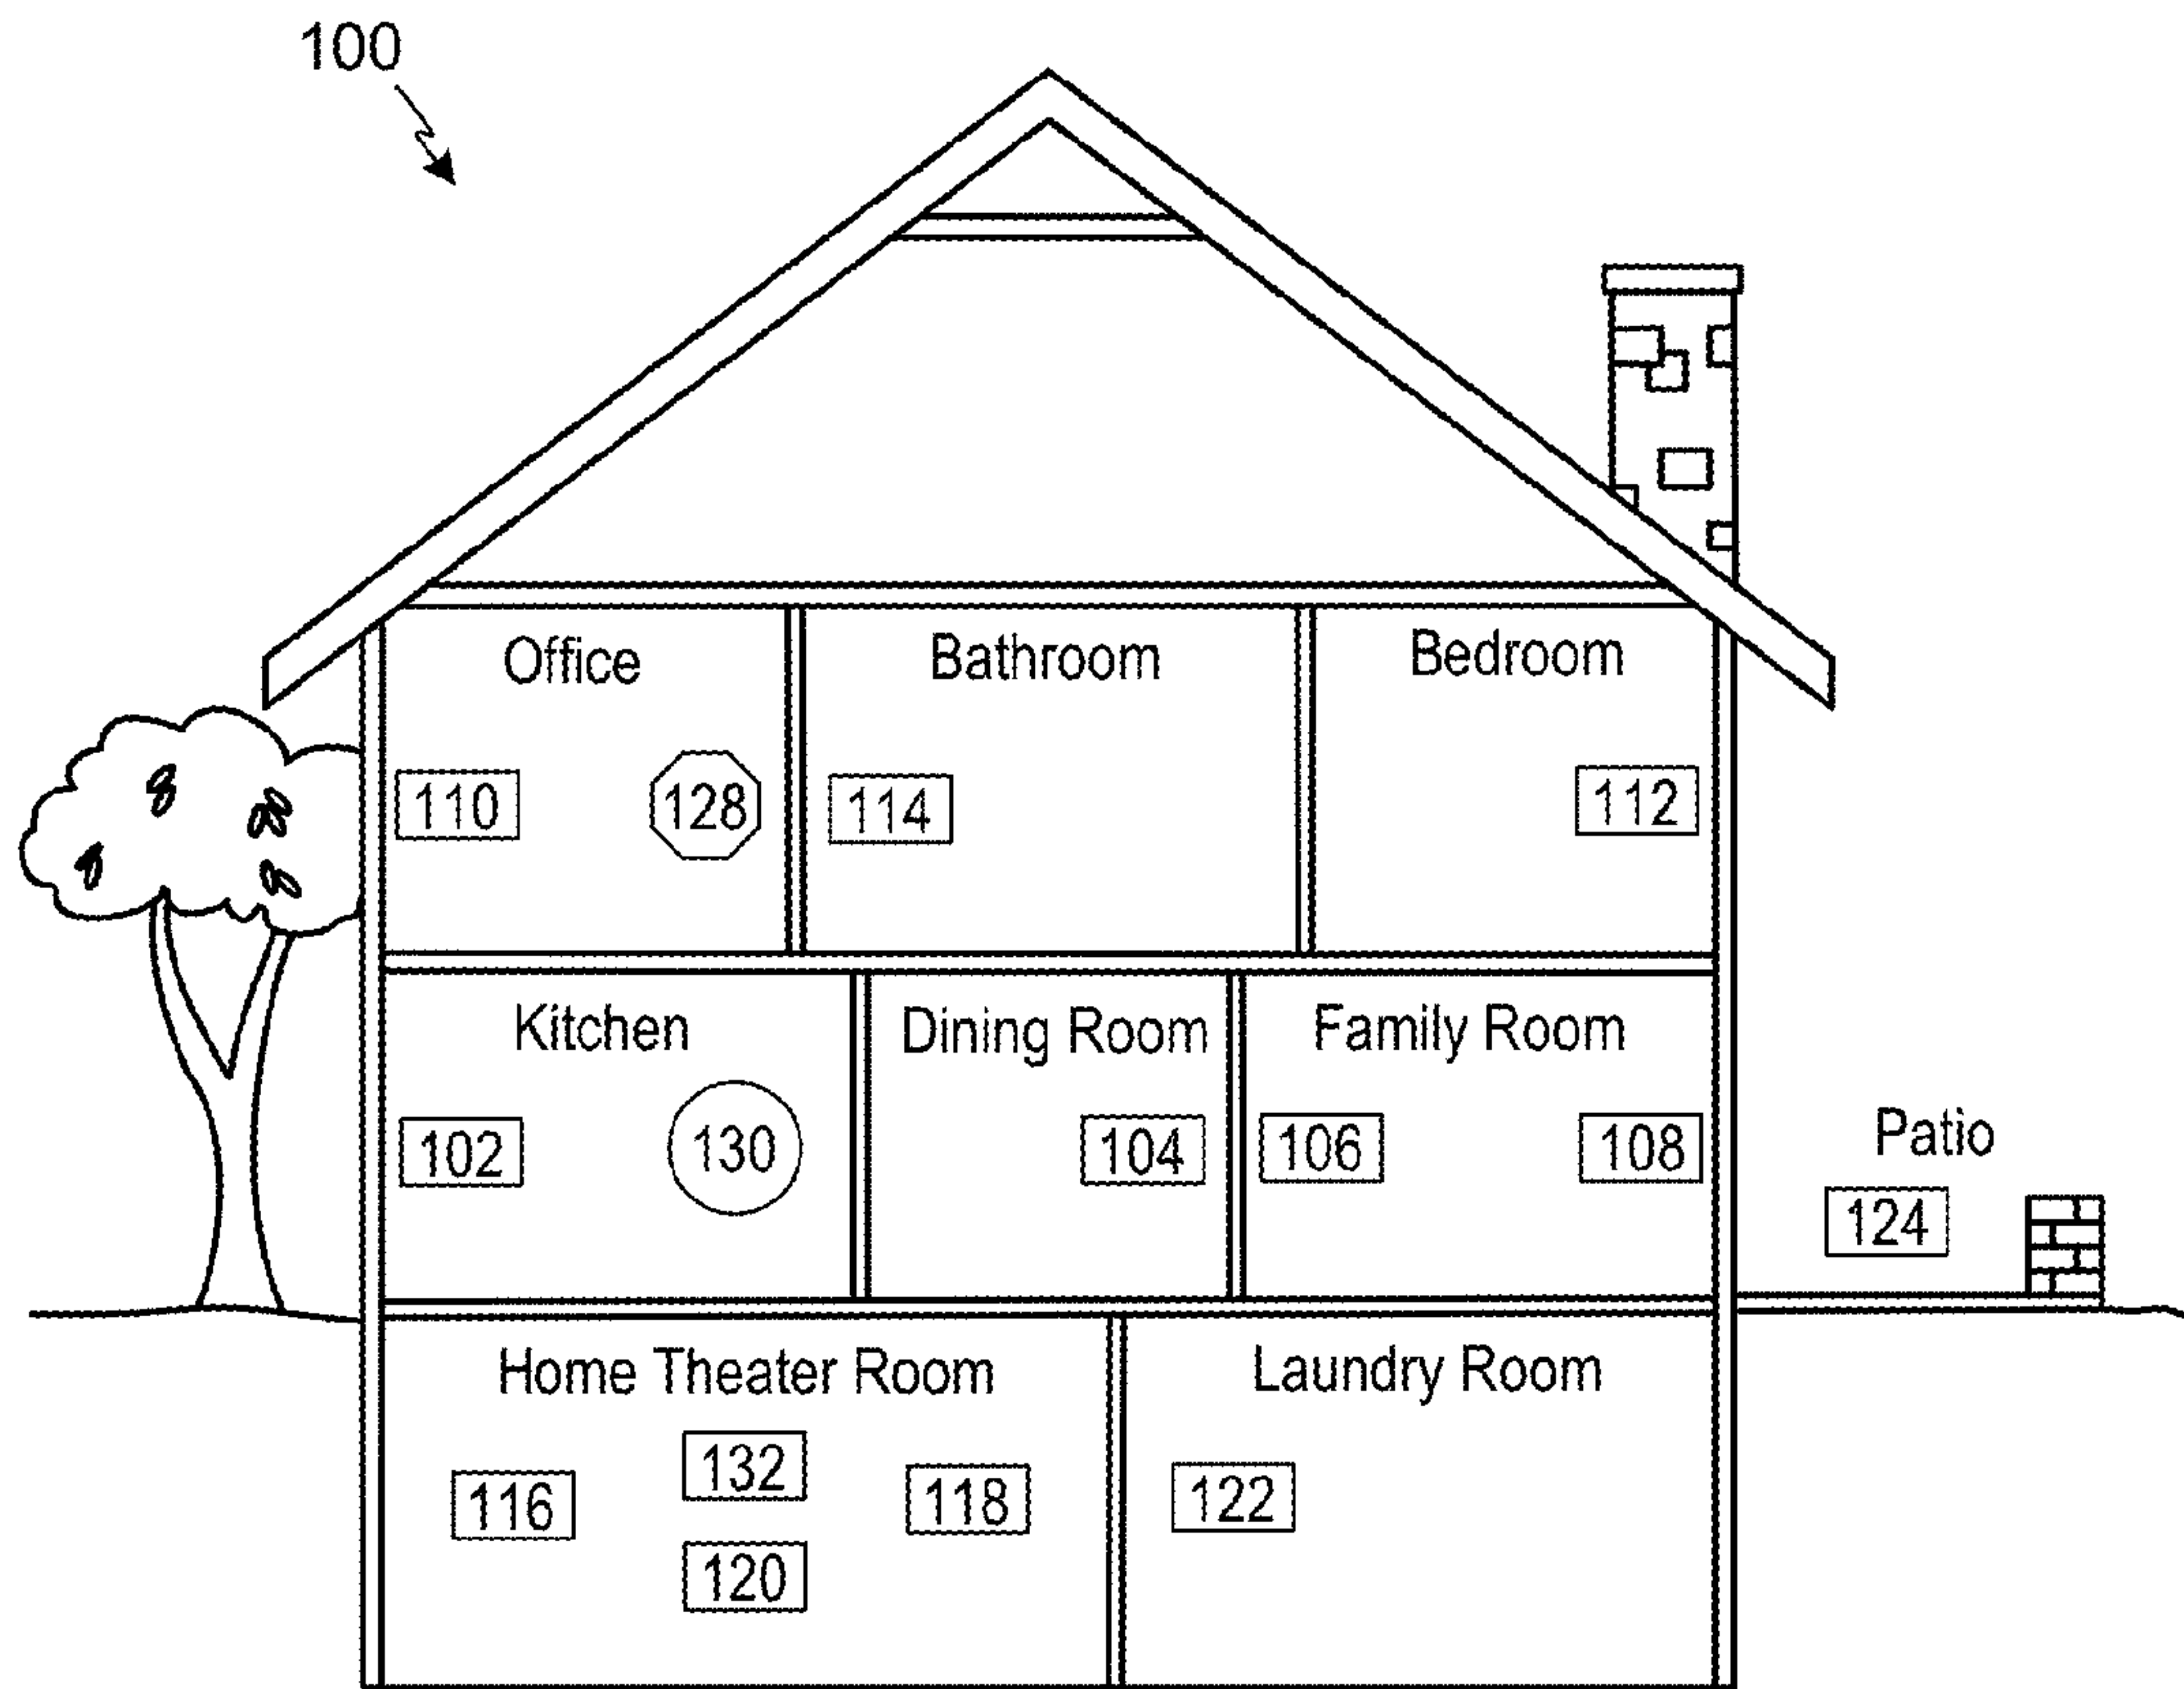 100
Office
Bathroom
Bedroom
110
128
114
112
Kitchen
Dining Room
Family Room
102
130
104
106
108
Patio
124
Home Theater Room
Laundry Room
116
132
118
122
120